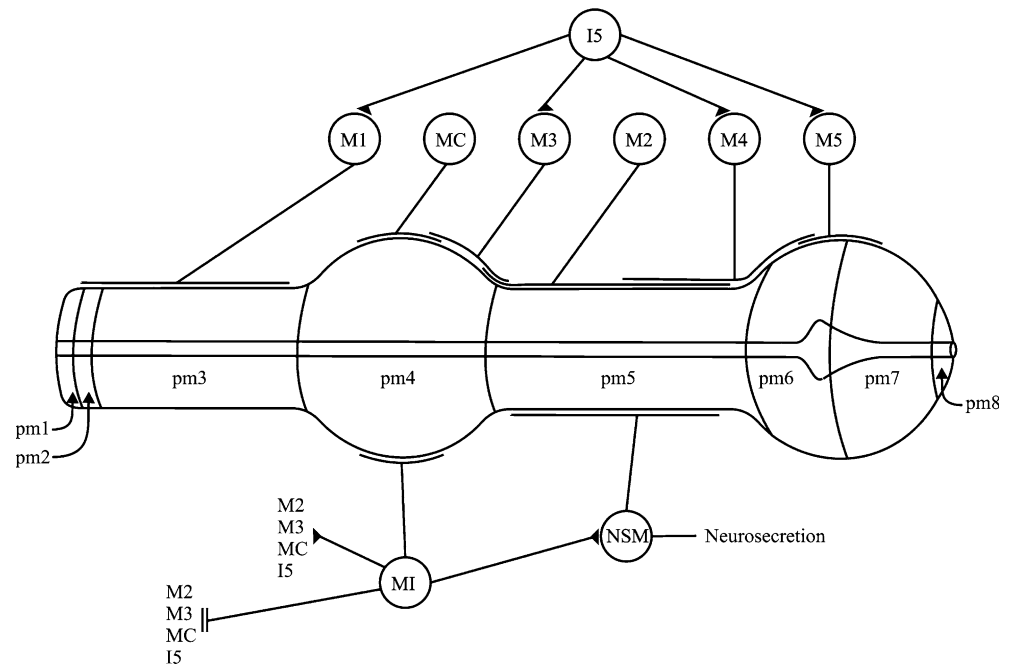 I5
M1
MC
M3
M2
M4
M5
pm3
pm4
pm5
pm6
pm7
pm1
pm2
pm8
M2
M3
MC
I5
NSM
Neurosecretion
MI
M2
M3
MC
I5